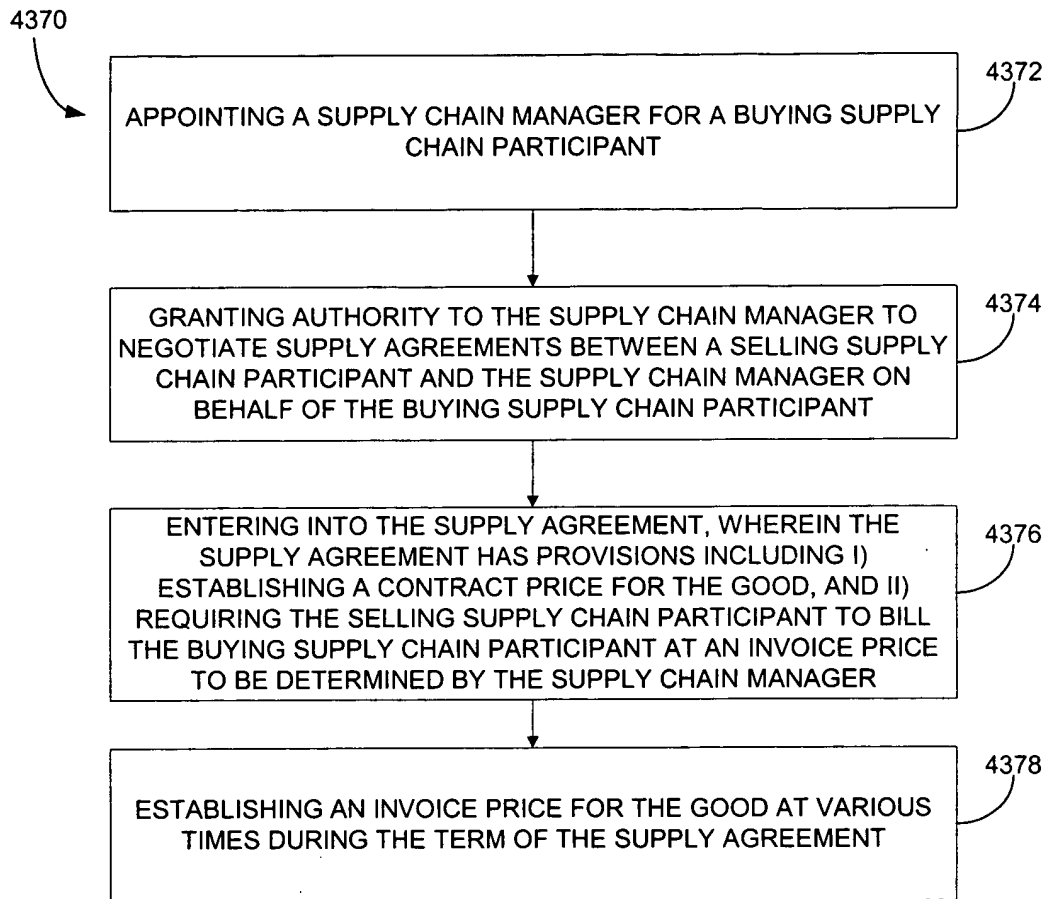 4370
4372
APPOINTING A SUPPLY CHAIN MANAGER FOR A BUYING SUPPLY
CHAIN PARTICIPANT
4374
GRANTING AUTHORITY TO THE SUPPLY CHAIN MANAGER TO
NEGOTIATE SUPPLY AGREEMENTS BETWEEN A SELLING SUPPLY
CHAIN PARTICIPANT AND THE SUPPLY CHAIN MANAGER ON
BEHALF OF THE BUYING SUPPLY CHAIN PARTICIPANT
4376
ENTERING INTO THE SUPPLY AGREEMENT, WHEREIN THE
SUPPLY AGREEMENT HAS PROVISIONS INCLUDING I)
ESTABLISHING A CONTRACT PRICE FOR THE GOOD, AND II)
REQUIRING THE SELLING SUPPLY CHAIN PARTICIPANT TO BILL
THE BUYING SUPPLY CHAIN PARTICIPANT AT AN INVOICE PRICE
TO BE DETERMINED BY THE SUPPLY CHAIN MANAGER
4378
ESTABLISHING AN INVOICE PRICE FOR THE GOOD AT VARIOUS
TIMES DURING THE TERM OF THE SUPPLY AGREEMENT